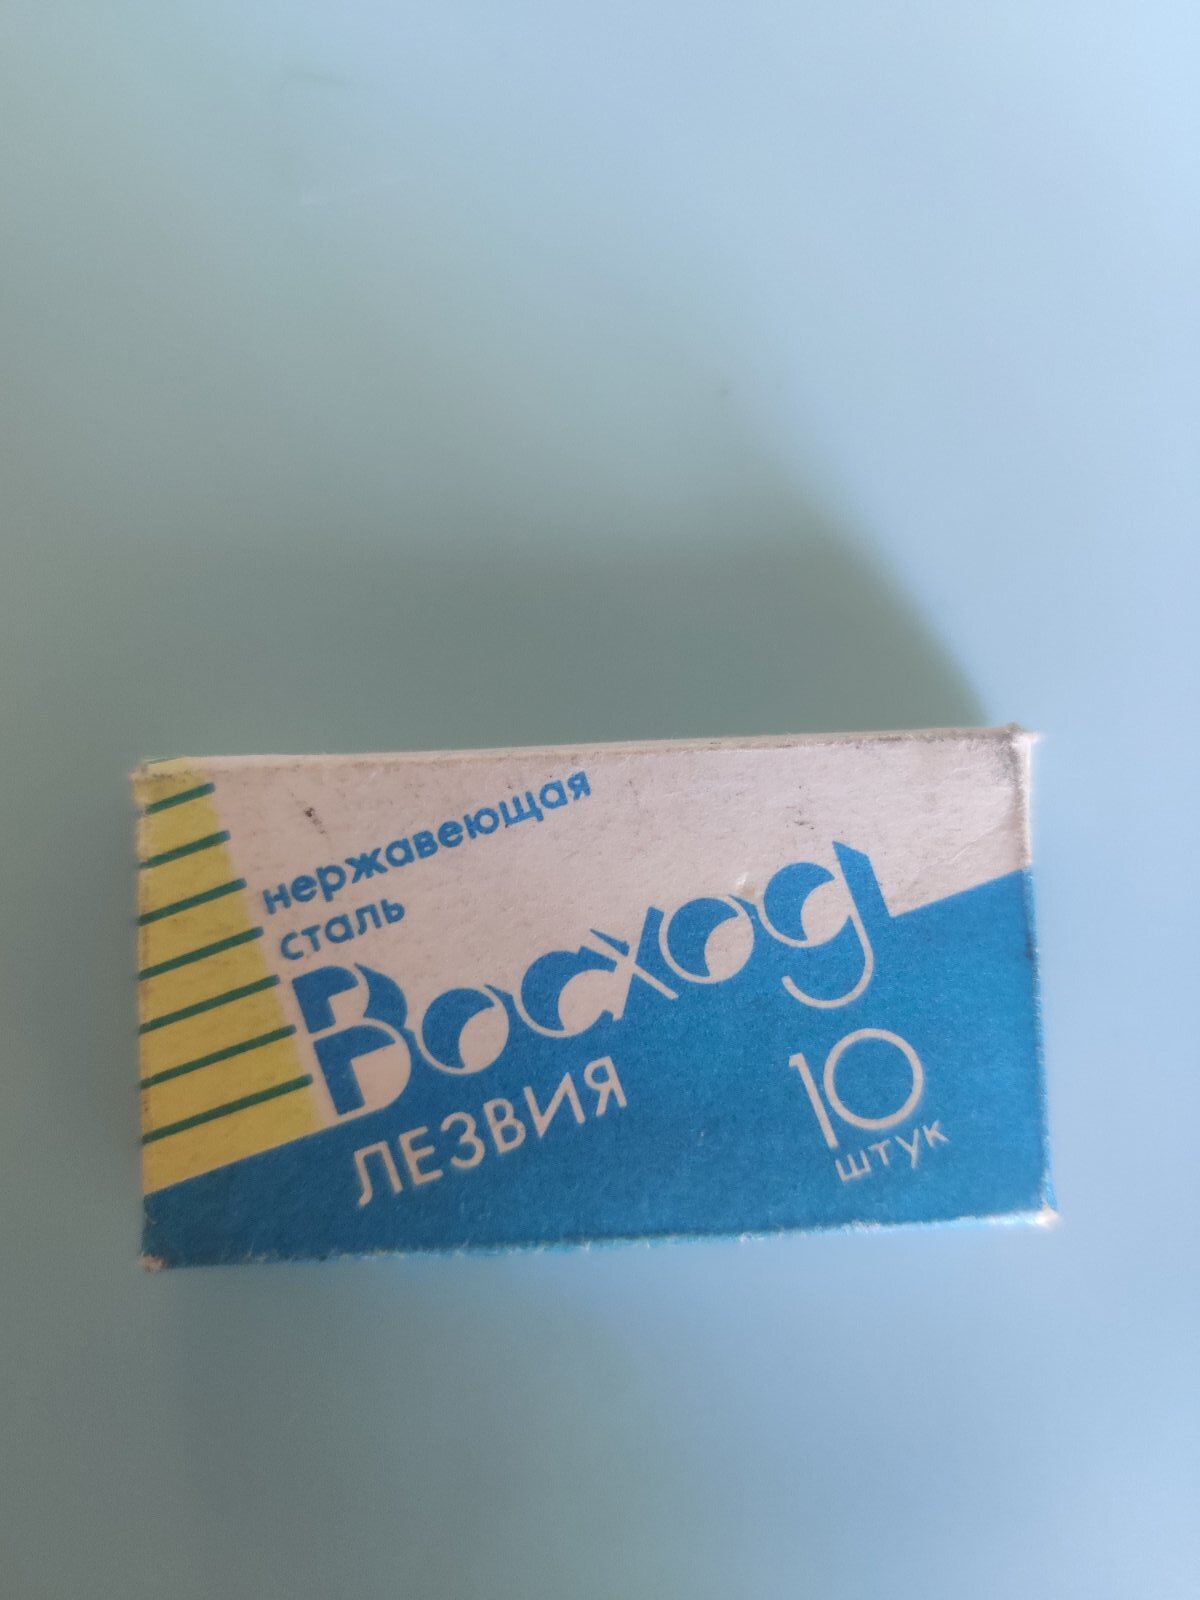 нержавеющая
сталь
Восход
ЛЕЗВИЯ
10
штук